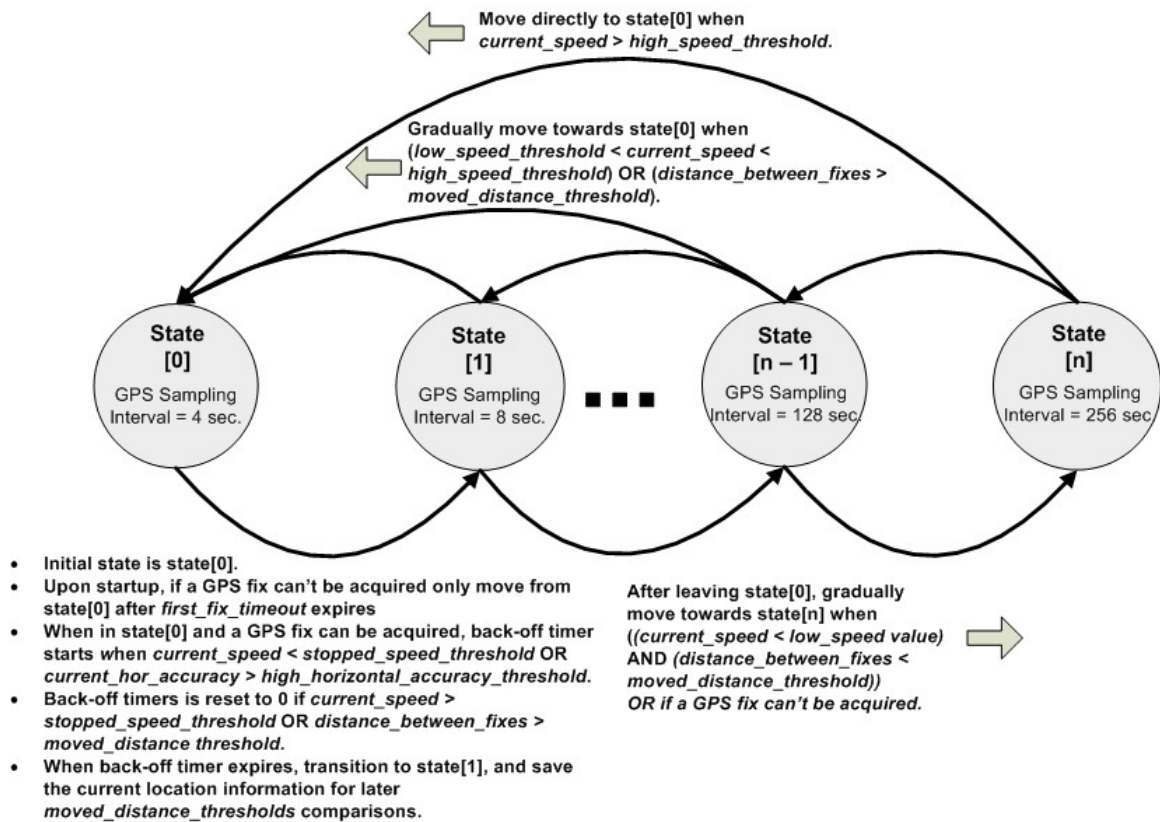 Move directly to state[0] when
current_speed > high_speed_threshold.
Gradually move towards state[0] when
(low_speed_threshold < current_speed <
high_speed_threshold) OR (distance_between_fixes >
moved_distance_threshold).
State
[0]
GPS Sampling
Interval = 4 sec.
State
[1]
GPS Sampling
Interval = 8 sec.
State
[n – 1]
GPS Sampling
Interval = 128 sec.
State
[n]
GPS Sampling
Interval = 256 sec.
• Initial state is state[0].
• Upon startup, if a GPS fix can't be acquired only move from
state[0] after first_fix_timeout expires
• When in state[0] and a GPS fix can be acquired, back-off timer
starts when current_speed < stopped_speed_threshold OR
current_hor_accuracy > high_horizontal_accuracy_threshold.
• Back-off timers is reset to 0 if current_speed >
stopped_speed_threshold OR distance_between_fixes >
moved_distance threshold.
• When back-off timer expires, transition to state[1], and save
the current location information for later
moved_distance_thresholds comparisons.
After leaving state[0], gradually
move towards state[n] when
((current_speed < low_speed value)
AND (distance_between_fixes <
moved_distance_threshold))
OR if a GPS fix can't be acquired.